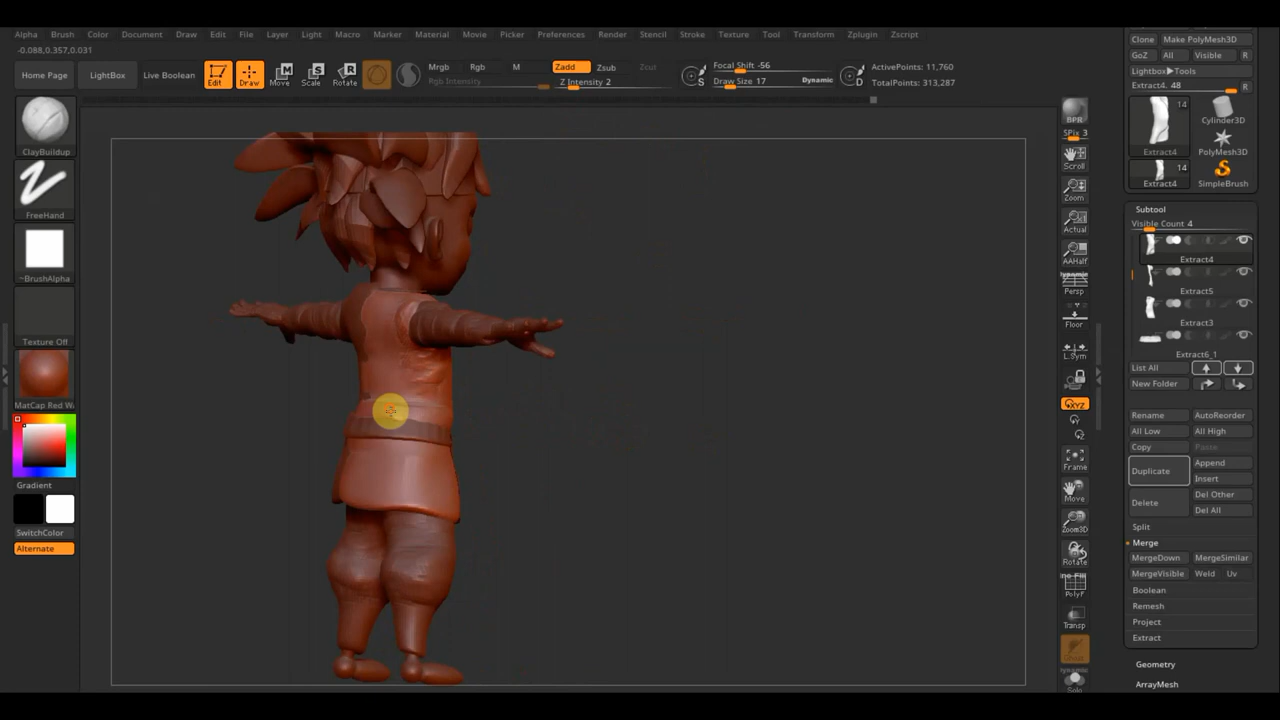 Alpha Brush Color Document Draw Edit File Layer Light Macro Marker Material Movie Picker Preferences Render Stencil Stroke Texture Tool Transform Zplugin Zscript
-0.088,0.357,0.031
Home Page LightBox Live Boolean Edit Draw Move Scale Rotate
Mrgb Rgb M Zadd Zsub Zcut
Rgb Intensity Z Intensity 2
Focal Shift -56
Draw Size 17 Dynamic
S D
ActivePoints: 11,760
TotalPoints: 313,287
ClayBuildup
FreeHand
~BrushAlpha
Texture Off
MatCap Red W
Gradient
SwitchColor
Alternate
BPR
SPix 3
Scroll
Zoom
Actual
AAHalf
Dynamic
Persp
Floor
L.Sym
XYZ
Y
Z
Frame
Move
Zoom3D
Rotate
Line Fill
PolyF
Transp
Ghost
Dynamic
Solo
Clone Make PolyMesh3D
GoZ All Visible R
Lightbox▶Tools
Extract4. 48 R
14
Extract4 Cylinder3D
PolyMesh3D
14
Extract4 SimpleBrush
Subtool
Visible Count 4
Extract4
Extract5
Extract3
Extract6_1
List All
New Folder
Rename AutoReorder
All Low All High
Copy Paste
Duplicate Append
Insert
Delete Del Other
Del All
Split
Merge
MergeDown MergeSimilar
MergeVisible Weld Uv
Boolean
Remesh
Project
Extract
Geometry
ArrayMesh